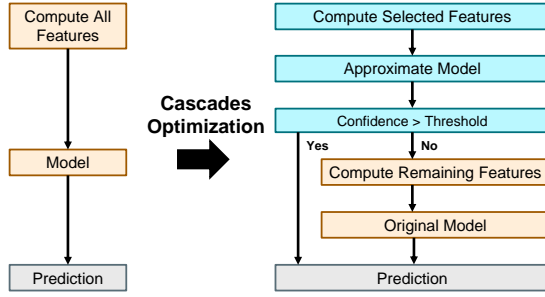 Compute All
Features
Model
Prediction
Cascades
Optimization
Compute Selected Features
Approximate Model
Confidence > Threshold
Yes
No
Compute Remaining Features
Original Model
Prediction